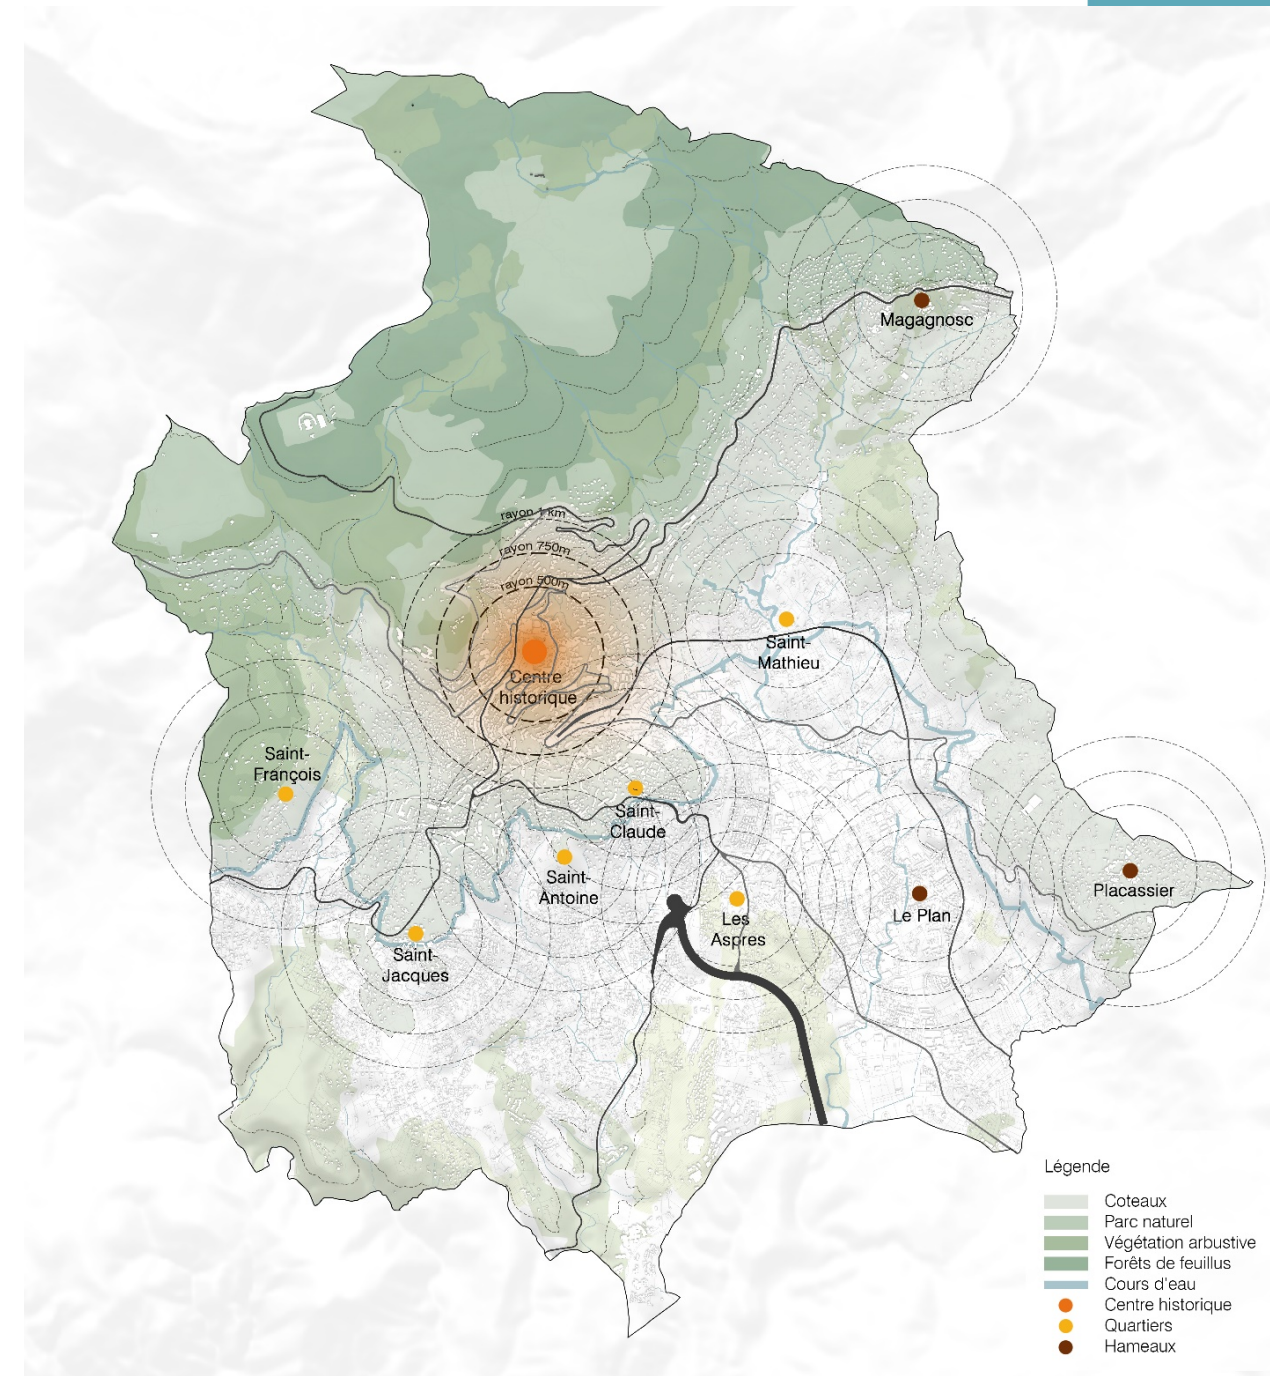 Magagnosc
rayon 1 km
rayon 750m
rayon 500m
Centre
historique
Saint-
Mathieu
Saint-
François
Saint-
Claude
Saint-
Antoine
Les
Aspres
Le Plan
Placassier
Saint-
Jacques
Légende
Coteaux
Parc naturel
Végétation arbustive
Forêts de feuillus
Cours d'eau
Centre historique
Quartiers
Hameaux